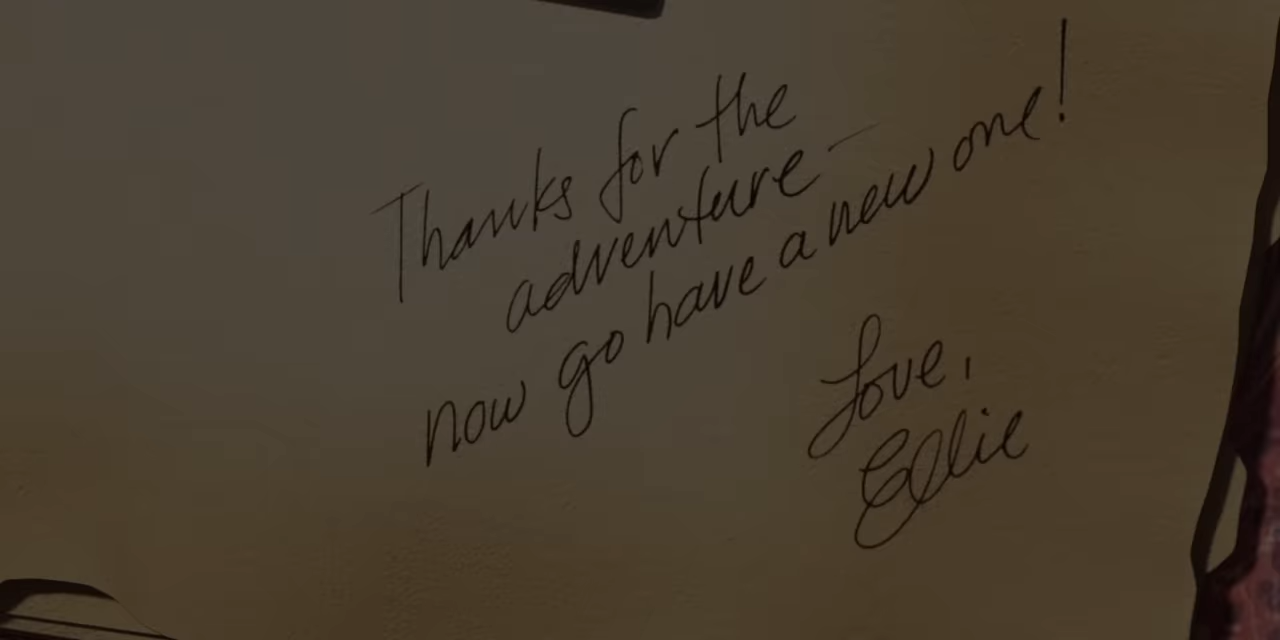 Thanks for the
adventure –
now go have a new one!
Love,
Ellie